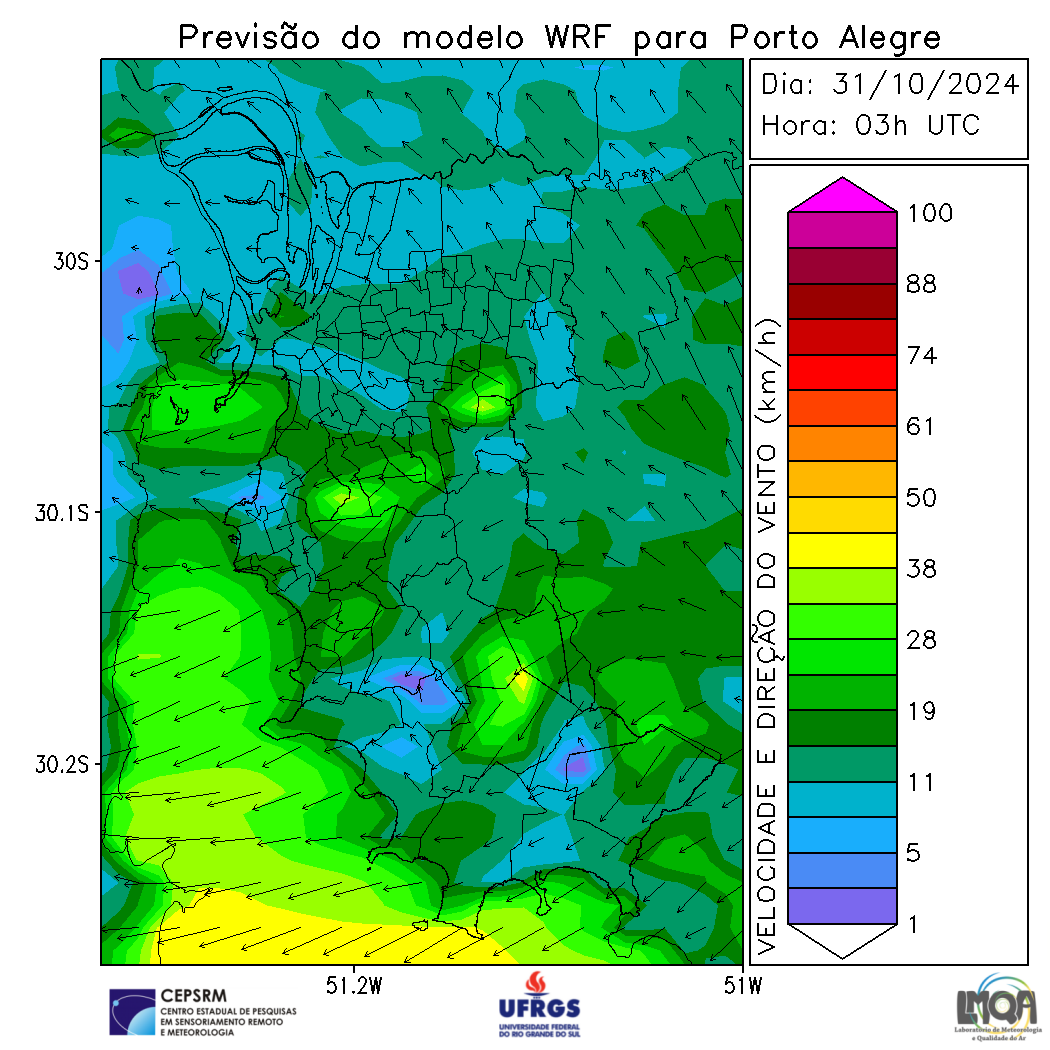 Previsão do modelo WRF para Porto Alegre
Dia: 31/10/2024
Hora: 03h UTC
30S
30.1S
30.2S
51.2W
51W
VELOCIDADE E DIREÇÃO DO VENTO (km/h)
100
88
74
61
50
38
28
19
11
5
1
CEPSRM
CENTRO ESTADUAL DE PESQUISAS
EM SENSORIAMENTO REMOTO
E METEOROLOGIA
UFRGS
UNIVERSIDADE FEDERAL
DO RIO GRANDE DO SUL
LMQA
Laboratório de Meteorologia
e Qualidade do Ar